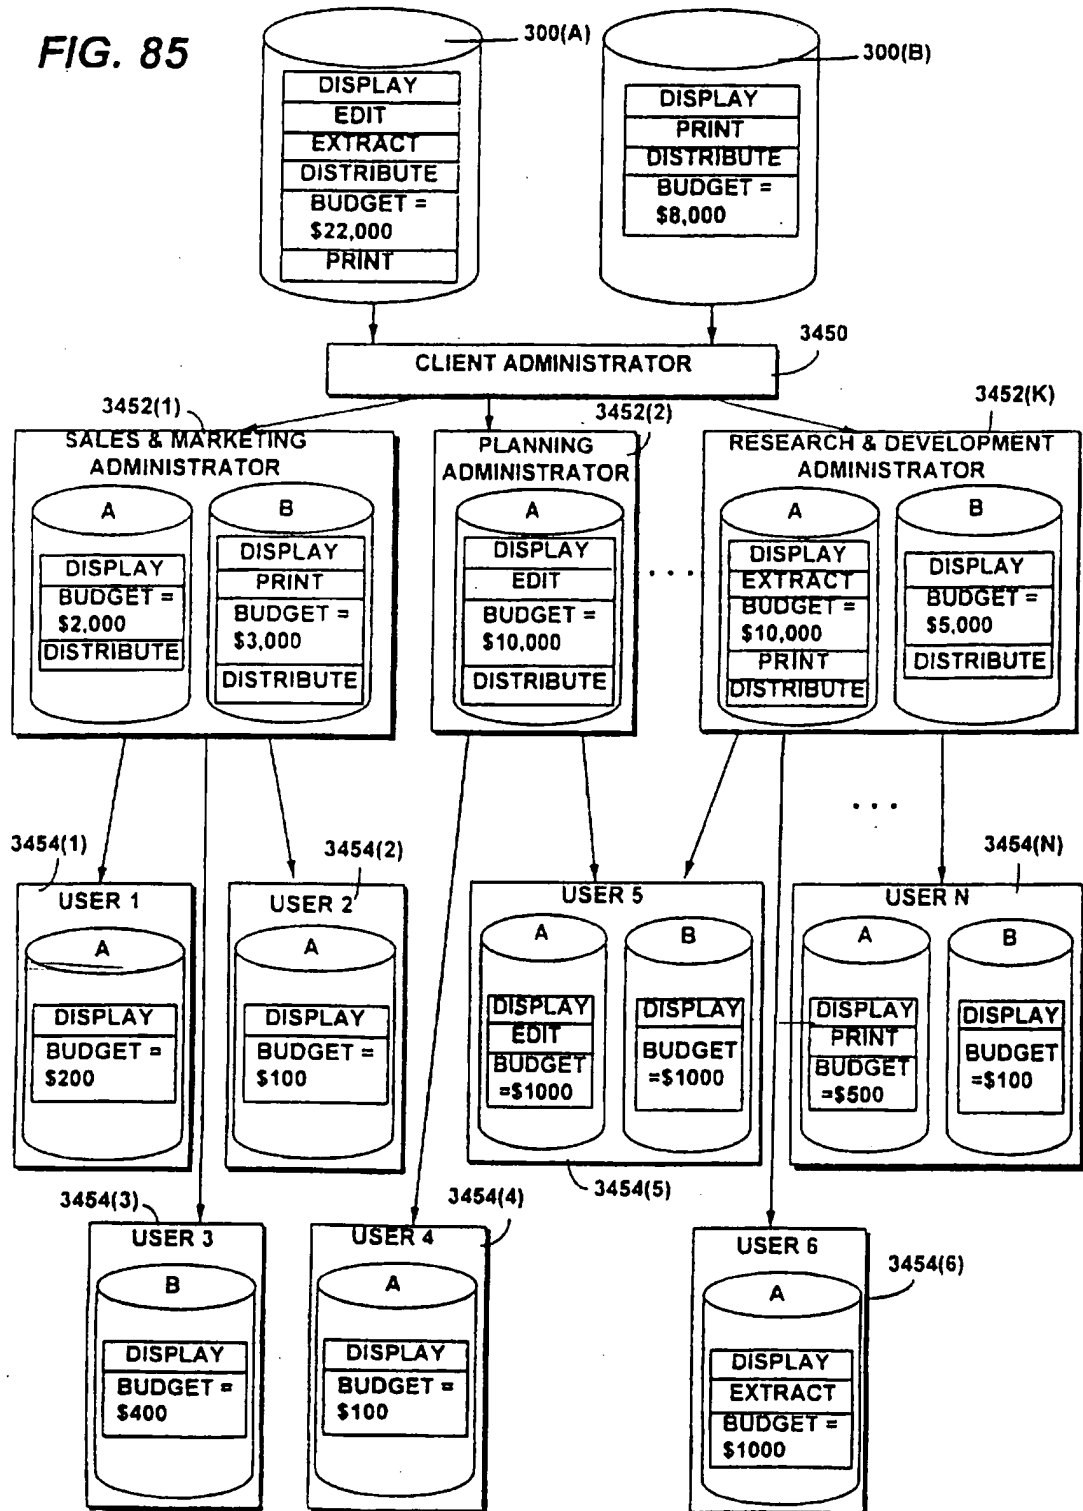 FIG. 85
300(A)
DISPLAY
EDIT
EXTRACT
DISTRIBUTE
BUDGET =
$22,000
PRINT
300(B)
DISPLAY
PRINT
DISTRIBUTE
BUDGET =
$8,000
CLIENT ADMINISTRATOR
3450
3452(1)
SALES & MARKETING
ADMINISTRATOR
A
DISPLAY
BUDGET =
$2,000
DISTRIBUTE
B
DISPLAY
PRINT
BUDGET =
$3,000
DISTRIBUTE
3452(2)
PLANNING
ADMINISTRATOR
A
DISPLAY
EDIT
BUDGET =
$10,000
DISTRIBUTE
. . .
3452(K)
RESEARCH & DEVELOPMENT
ADMINISTRATOR
A
DISPLAY
EXTRACT
BUDGET =
$10,000
PRINT
DISTRIBUTE
B
DISPLAY
BUDGET =
$5,000
DISTRIBUTE
. . .
3454(1)
USER 1
A
DISPLAY
BUDGET =
$200
3454(2)
USER 2
A
DISPLAY
BUDGET =
$100
USER 5
A
DISPLAY
EDIT
BUDGET
=$1000
B
DISPLAY
BUDGET
=$1000
3454(5)
3454(N)
USER N
A
DISPLAY
PRINT
BUDGET
=$500
B
DISPLAY
BUDGET
=$100
3454(3)
USER 3
B
DISPLAY
BUDGET =
$400
3454(4)
USER 4
A
DISPLAY
BUDGET =
$100
USER 6
3454(6)
A
DISPLAY
EXTRACT
BUDGET =
$1000